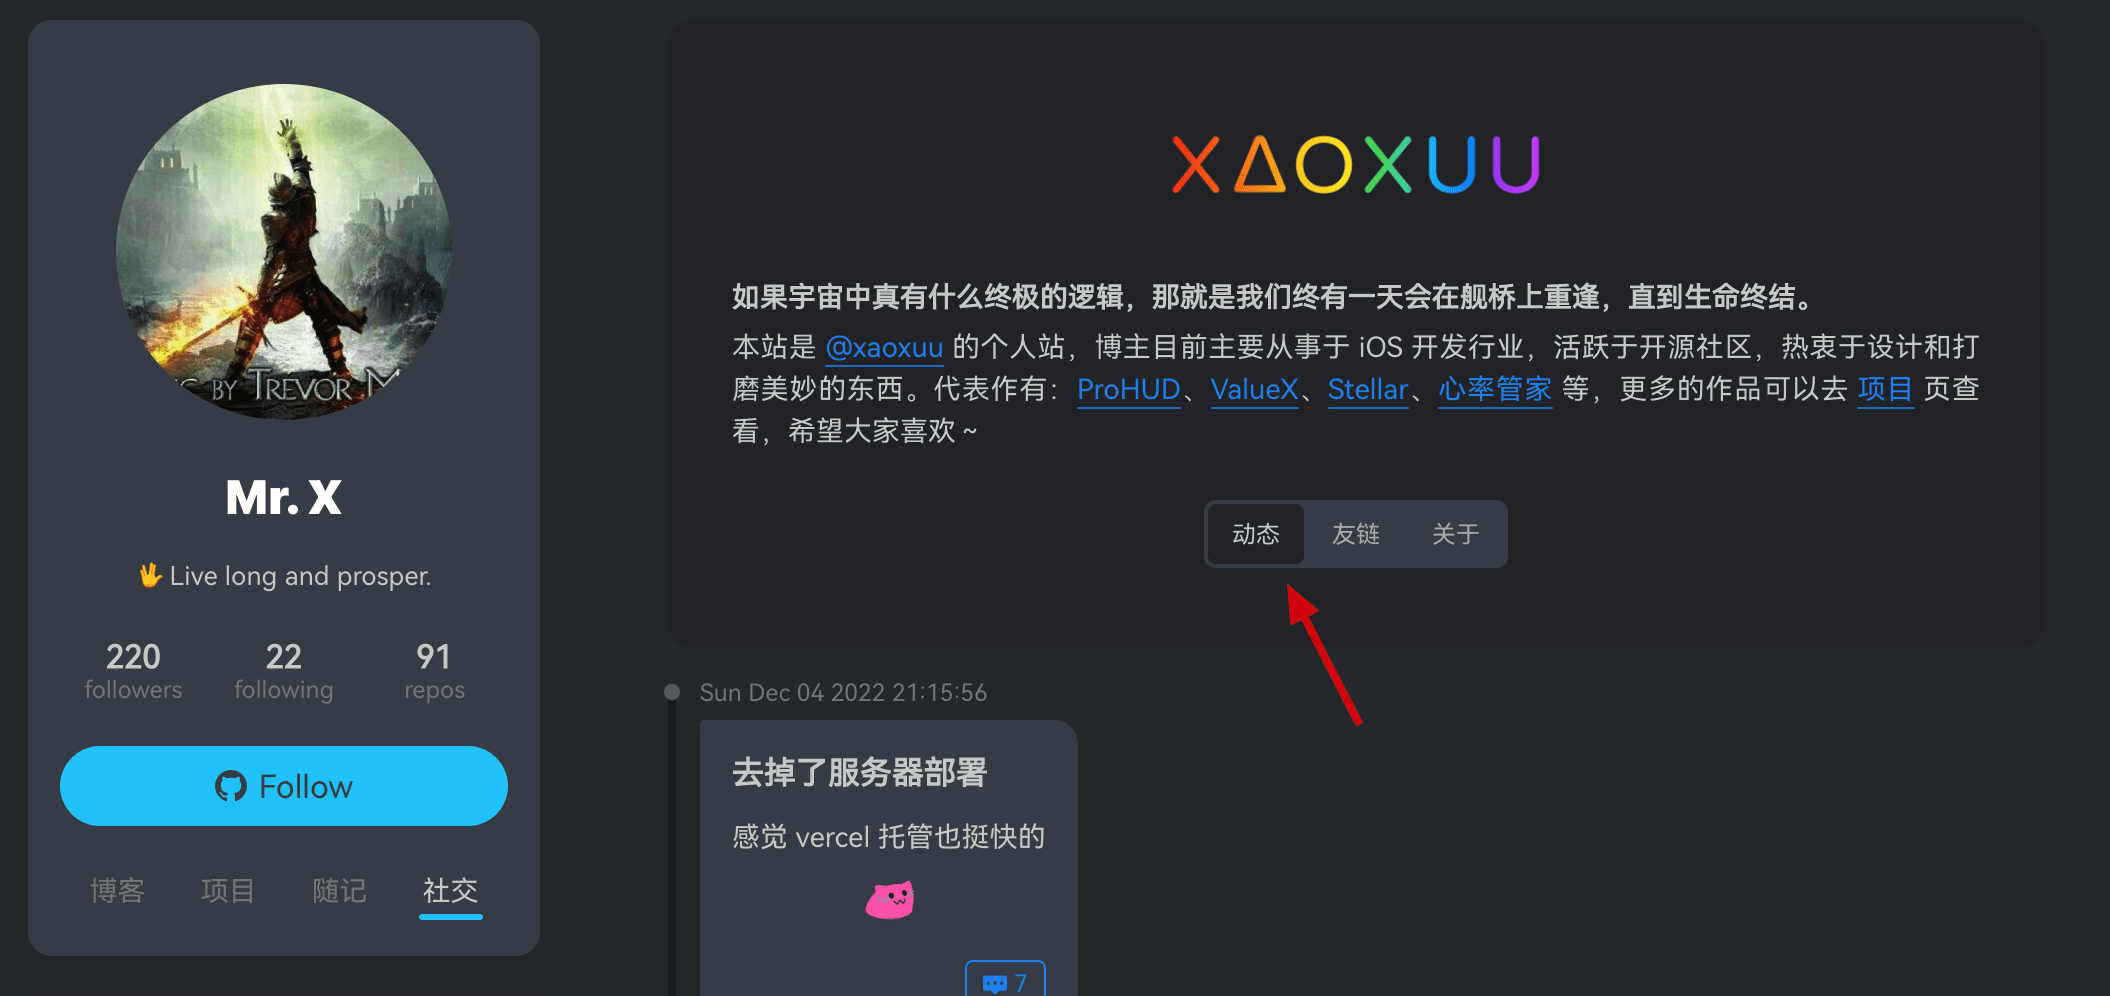 BY TREVOR M
Mr. X
🖖 Live long and prosper.
220
followers
22
following
91
repos
Follow
博客
项目
随记
社交
XAOXUU
如果宇宙中真有什么终极的逻辑，那就是我们终有一天会在舰桥上重逢，直到生命终结。
本站是 @xaoxuu 的个人站，博主目前主要从事于 iOS 开发行业，活跃于开源社区，热衷于设计和打
磨美妙的东西。代表作有：ProHUD、ValueX、Stellar、心率管家 等，更多的作品可以去 项目 页查
看，希望大家喜欢 ~
动态
友链
关于
Sun Dec 04 2022 21:15:56
去掉了服务器部署
感觉 vercel 托管也挺快的
7